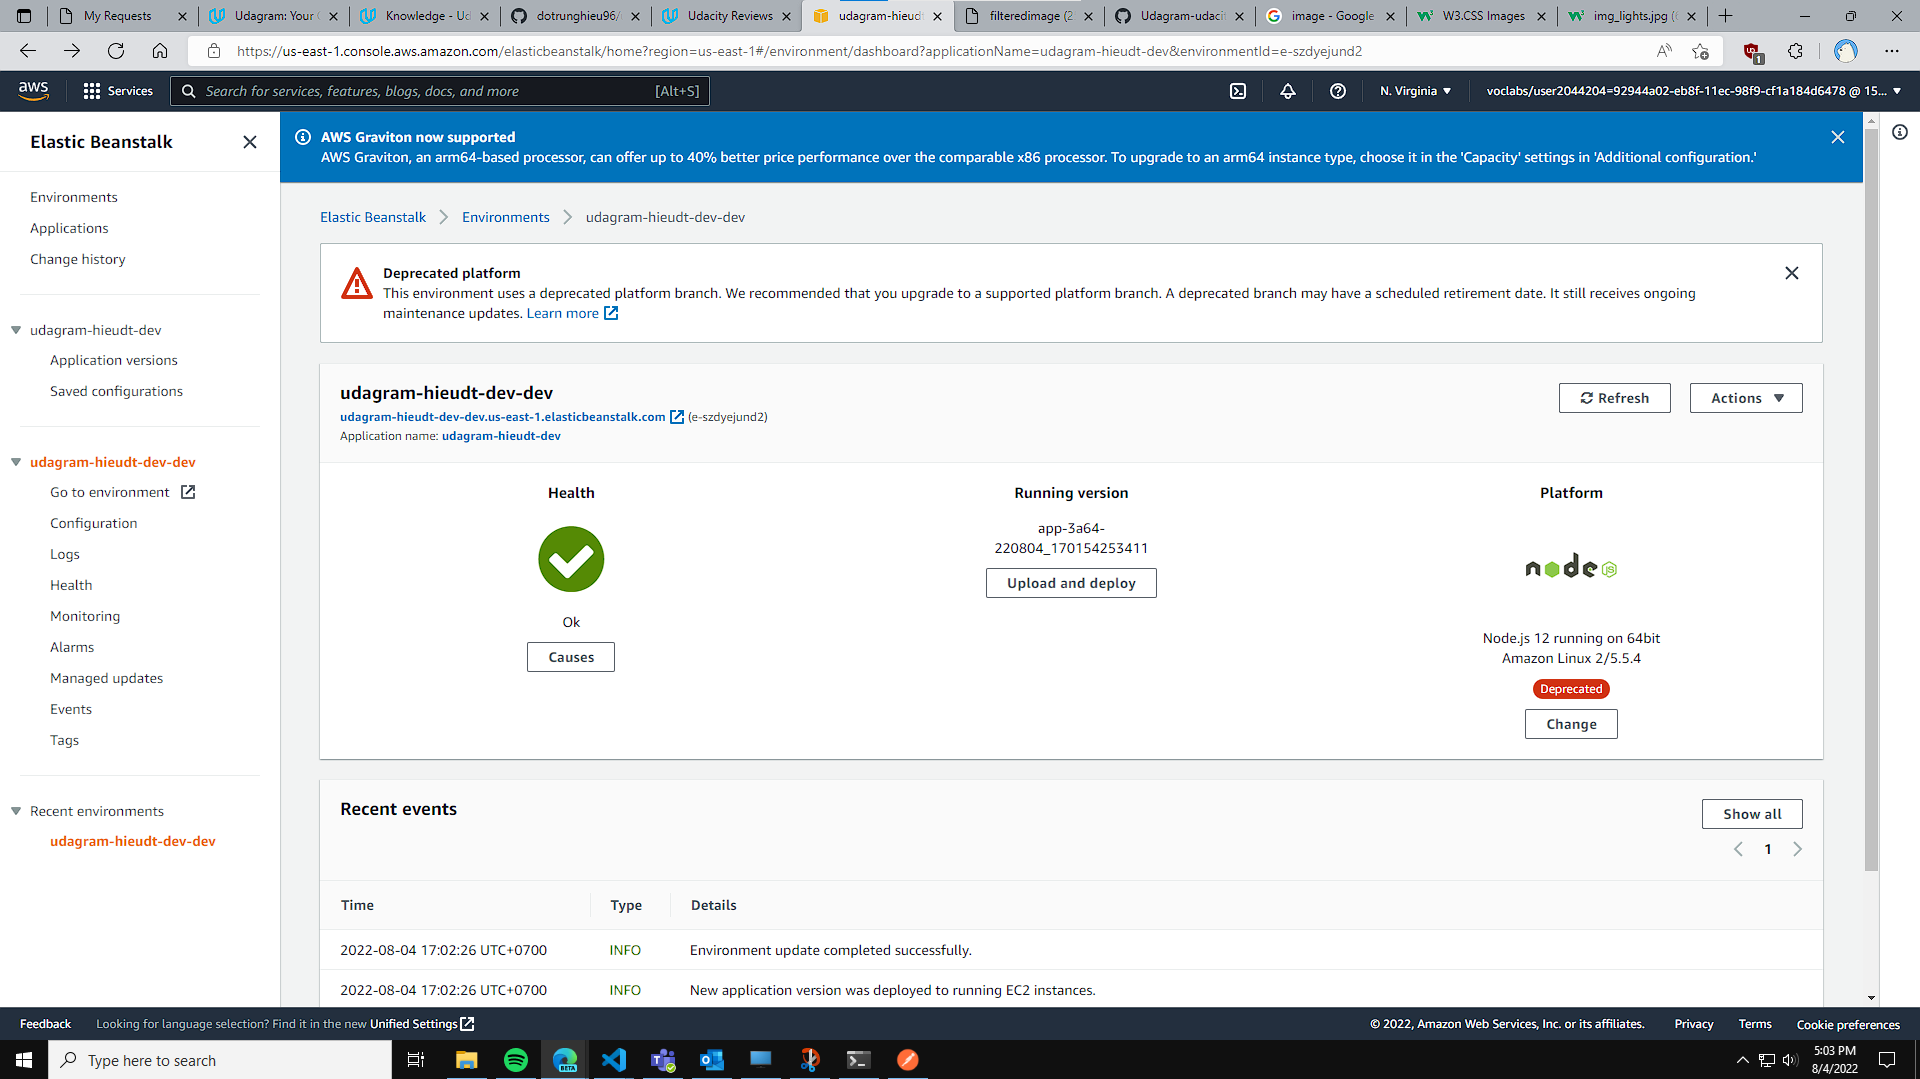 My Requests
Udagram: Your
Knowledge - Ud
dotrunghieu96/
Udacity Reviews
udagram-hieudt
filteredimage (2
Udagram-udaci
image - Google
W3.CSS Images
img_lights.jpg (
https://us-east-1.console.aws.amazon.com/elasticbeanstalk/home?region=us-east-1#/environment/dashboard?applicationName=udagram-hieudt-dev&environmentId=e-szdyejund2
1
aws
Services
Search for services, features, blogs, docs, and more
[Alt+S]
N. Virginia
voclabs/user2044204=92944a02-eb8f-11ec-98f9-cf1a184d6478 @ 15...
Elastic Beanstalk
Environments
Applications
Change history
udagram-hieudt-dev
Application versions
Saved configurations
udagram-hieudt-dev-dev
Go to environment
Configuration
Logs
Health
Monitoring
Alarms
Managed updates
Events
Tags
Recent environments
udagram-hieudt-dev-dev
AWS Graviton now supported
AWS Graviton, an arm64-based processor, can offer up to 40% better price performance over the comparable x86 processor. To upgrade to an arm64 instance type, choose it in the 'Capacity' settings in 'Additional configuration.'
Elastic Beanstalk
Environments
udagram-hieudt-dev-dev
Deprecated platform
This environment uses a deprecated platform branch. We recommended that you upgrade to a supported platform branch. A deprecated branch may have a scheduled retirement date. It still receives ongoing
maintenance updates. Learn more
udagram-hieudt-dev-dev
udagram-hieudt-dev-dev.us-east-1.elasticbeanstalk.com (e-szdyejund2)
Application name: udagram-hieudt-dev
Refresh
Actions
Health
Ok
Causes
Running version
app-3a64-
220804_170154253411
Upload and deploy
Platform
node JS
Node.js 12 running on 64bit
Amazon Linux 2/5.5.4
Deprecated
Change
Recent events
Show all
1
Time
Type
Details
2022-08-04 17:02:26 UTC+0700
INFO
Environment update completed successfully.
2022-08-04 17:02:26 UTC+0700
INFO
New application version was deployed to running EC2 instances.
Feedback
Looking for language selection? Find it in the new Unified Settings
© 2022, Amazon Web Services, Inc. or its affiliates.
Privacy
Terms
Cookie preferences
Type here to search
BETA
5:03 PM
8/4/2022